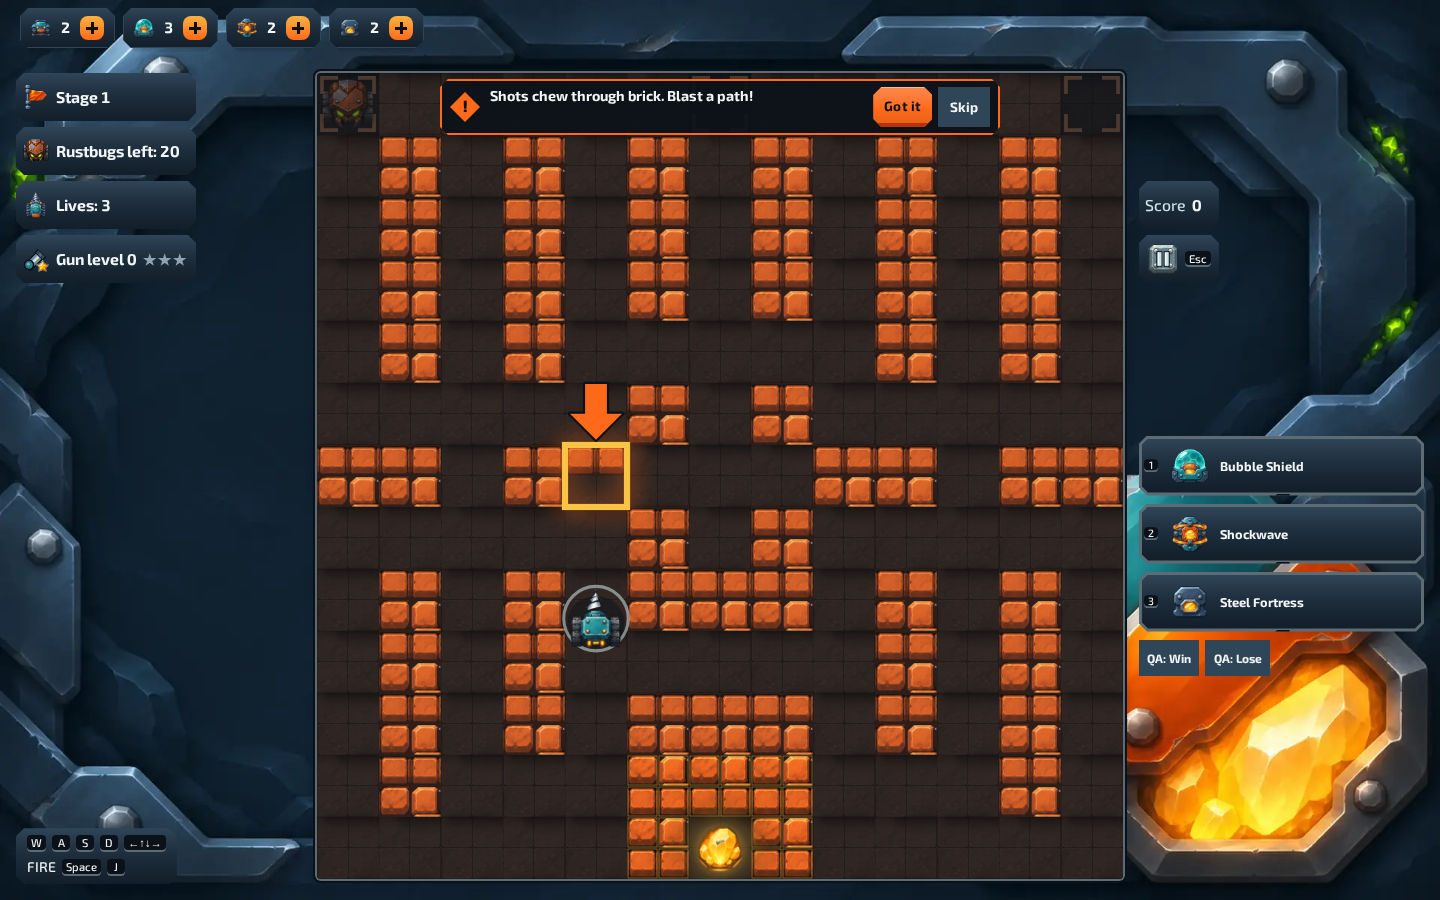 2
3
2
2
Stage 1
Rustbugs left: 20
Lives: 3
Gun level 0
! Shots chew through brick. Blast a path!
Got it
Skip
Score 0
Esc
1 Bubble Shield
2 Shockwave
3 Steel Fortress
QA: Win
QA: Lose
W A S D ←↑↓→
FIRE Space J